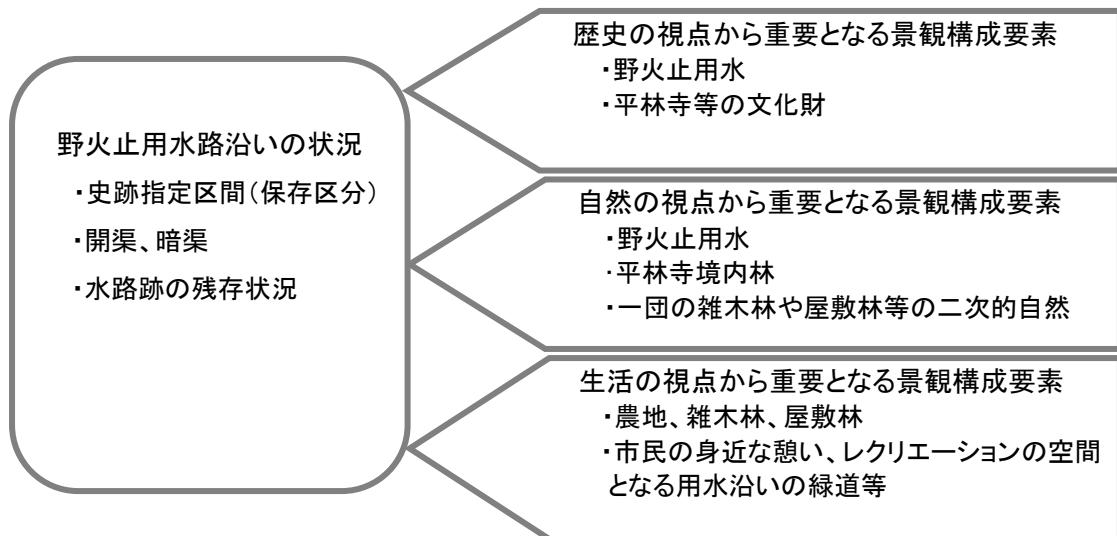 野火止用水路沿いの状況
・史跡指定区間（保存区分）
・開渠、暗渠
・水路跡の残存状況
歴史の視点から重要となる景観構成要素
・野火止用水
・平林寺等の文化財
自然の視点から重要となる景観構成要素
・野火止用水
・平林寺境内林
・一団の雑木林や屋敷林等の二次的自然
生活の視点から重要となる景観構成要素
・農地、雑木林、屋敷林
・市民の身近な憩い、レクリエーションの空間
となる用水沿いの緑道等